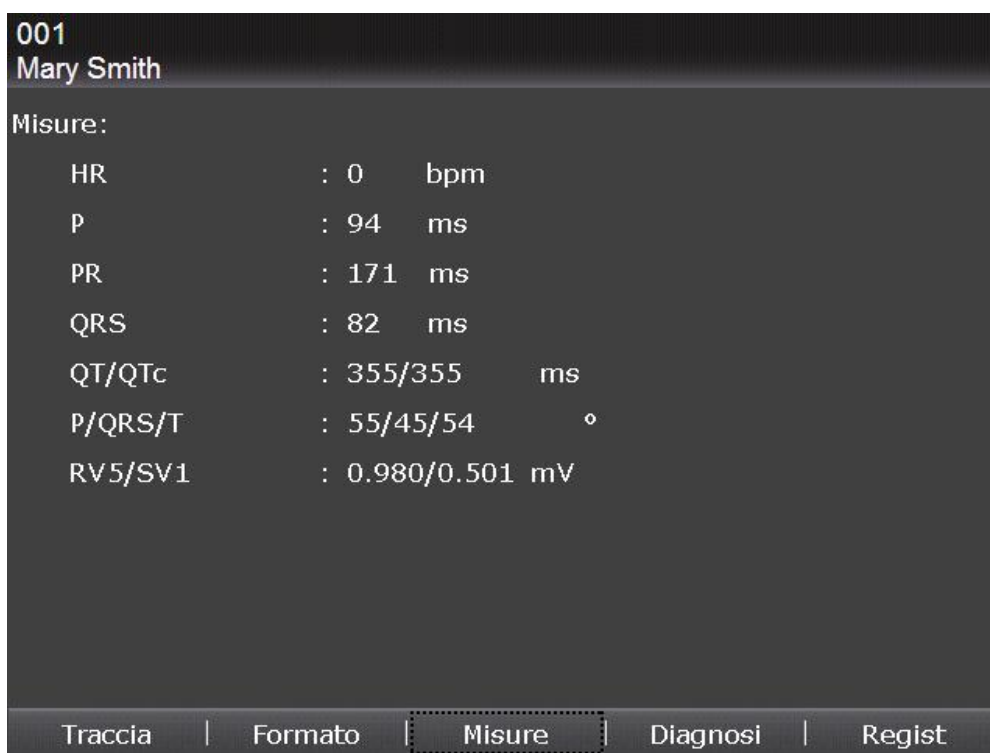 001
Mary Smith
Misure:
HR : 0 bpm
P : 94 ms
PR : 171 ms
QRS : 82 ms
QT/QTc : 355/355 ms
P/QRS/T : 55/45/54 °
RV5/SV1 : 0.980/0.501 mV
Traccia | Formato | Misure | Diagnosi | Regist